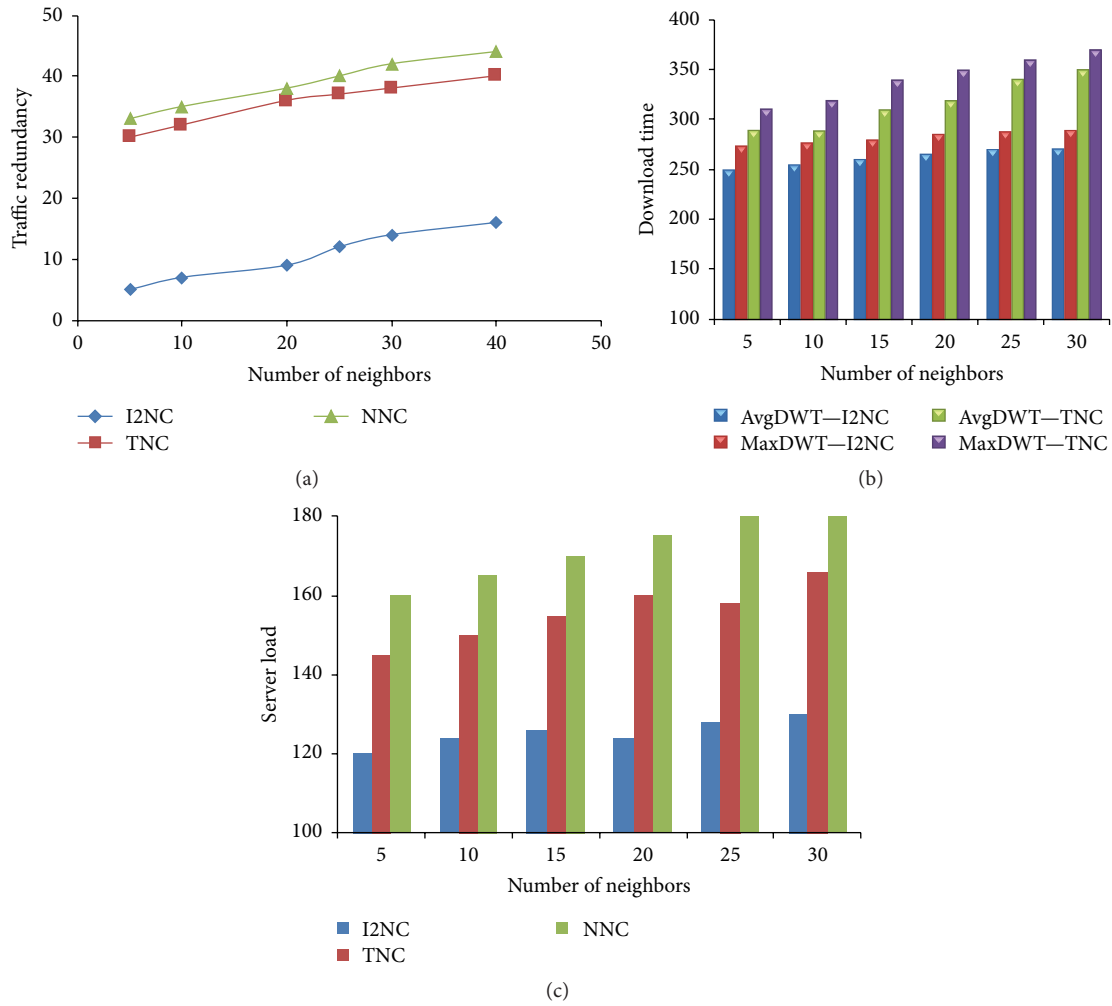 50
40
30
20
10
0
Traffic redundancy
0 10 20 30 40 50
Number of neighbors
I2NC NNC
TNC
(a)
400
350
300
250
200
150
100
Download time
5 10 15 20 25 30
Number of neighbors
AvgDWT—I2NC AvgDWT—TNC
MaxDWT—I2NC MaxDWT—TNC
(b)
180
160
140
120
100
Server load
5 10 15 20 25 30
Number of neighbors
I2NC NNC
TNC
(c)